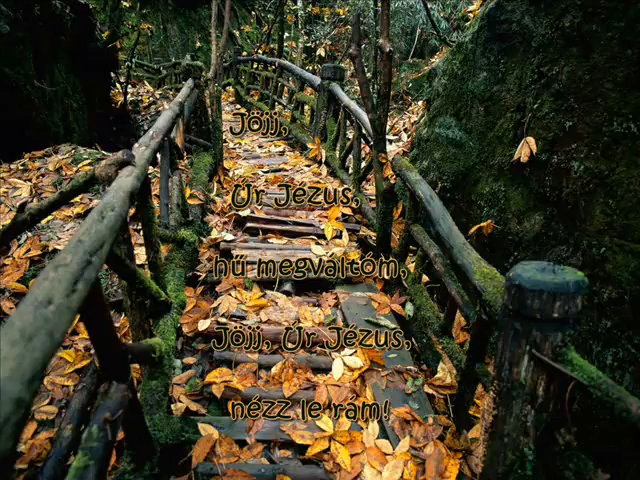 Jöjj,
Úr Jézus,
hű megváltóm,
Jöjj, Úr Jézus,
nézz le rám!